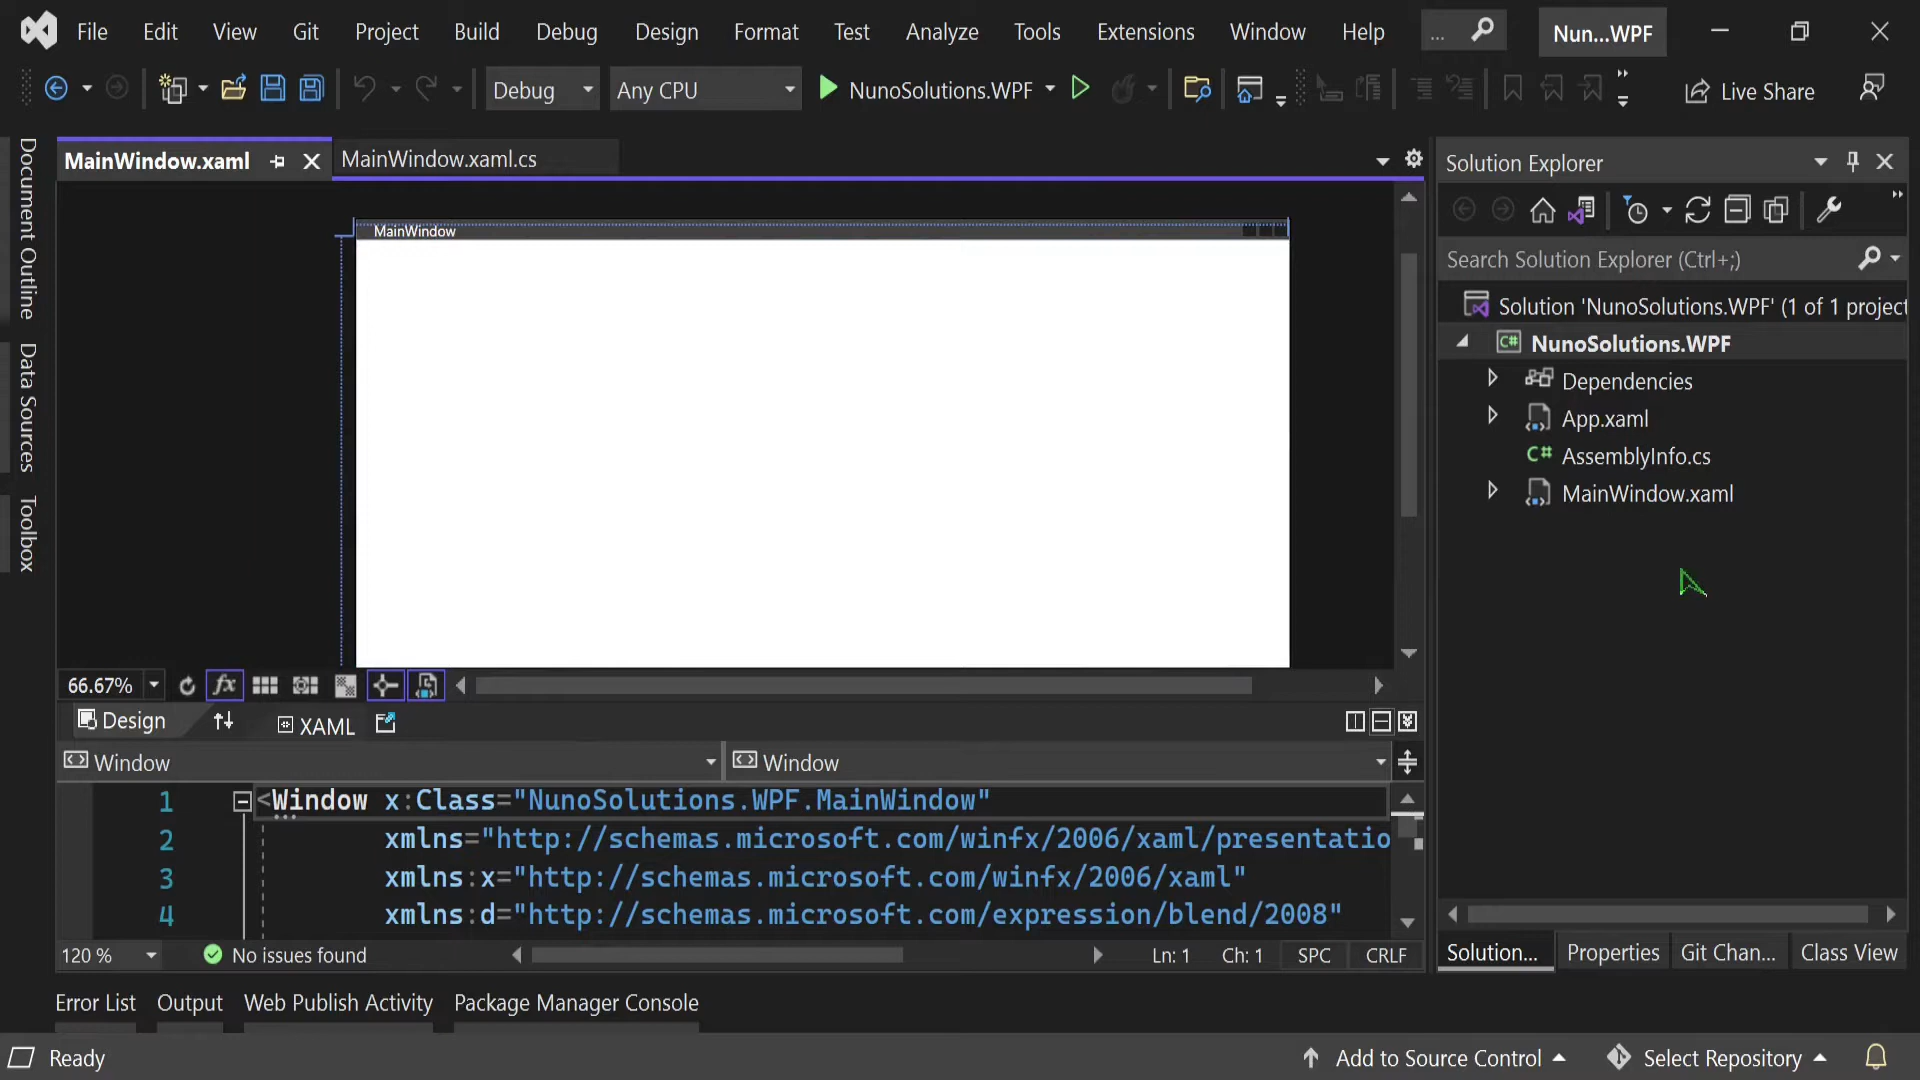 File Edit View Git Project Build Debug Design Format Test Analyze Tools Extensions Window Help ... Nun...WPF
Debug Any CPU NunoSolutions.WPF Live Share
Document Outline
Data Sources
Toolbox
MainWindow.xaml MainWindow.xaml.cs
MainWindow
66.67% fx
Design XAML
Window Window
1 <Window x:Class="NunoSolutions.WPF.MainWindow"
2 xmlns="http://schemas.microsoft.com/winfx/2006/xaml/presentatio
3 xmlns:x="http://schemas.microsoft.com/winfx/2006/xaml"
4 xmlns:d="http://schemas.microsoft.com/expression/blend/2008"
120 % No issues found Ln: 1 Ch: 1 SPC CRLF
Solution Explorer
Search Solution Explorer (Ctrl+;)
Solution 'NunoSolutions.WPF' (1 of 1 project
C# NunoSolutions.WPF
Dependencies
App.xaml
C# AssemblyInfo.cs
MainWindow.xaml
Solution... Properties Git Chan... Class View
Error List Output Web Publish Activity Package Manager Console
Ready Add to Source Control Select Repository